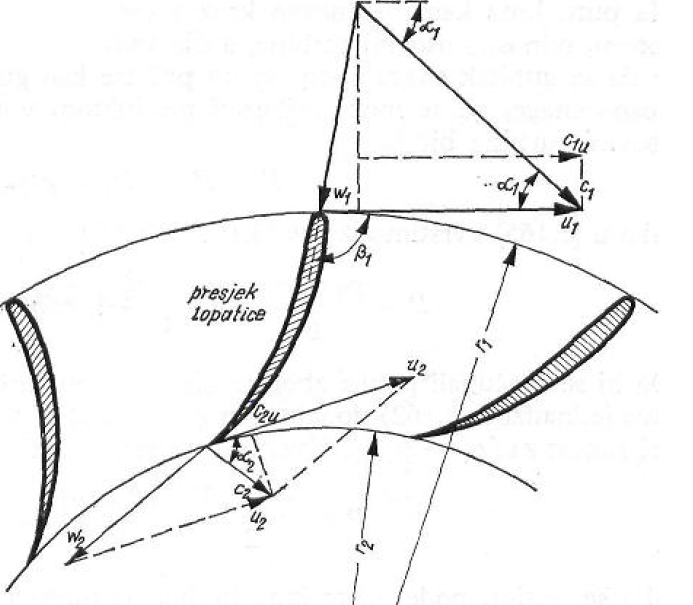 α₁
c₁ᵤ
w₁
α₁
c₁
u₁
β₁
presjek
lopatice
r₁
u₂
c₂ᵤ
α₂
c₂
u₂
w₂
r₂